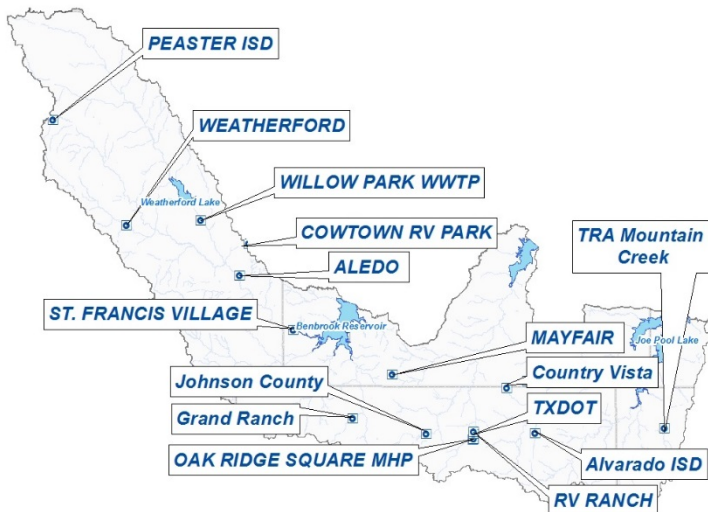 PEASTER ISD
WEATHERFORD
WILLOW PARK WWTP
Weatherford Lake
COWTOWN RV PARK
TRA Mountain
Creek
ALEDO
ST. FRANCIS VILLAGE
Benbrook Reservoir
MAYFAIR
Joe Pool Lake
Johnson County
Country Vista
Grand Ranch
TXDOT
OAK RIDGE SQUARE MHP
Alvarado ISD
RV RANCH